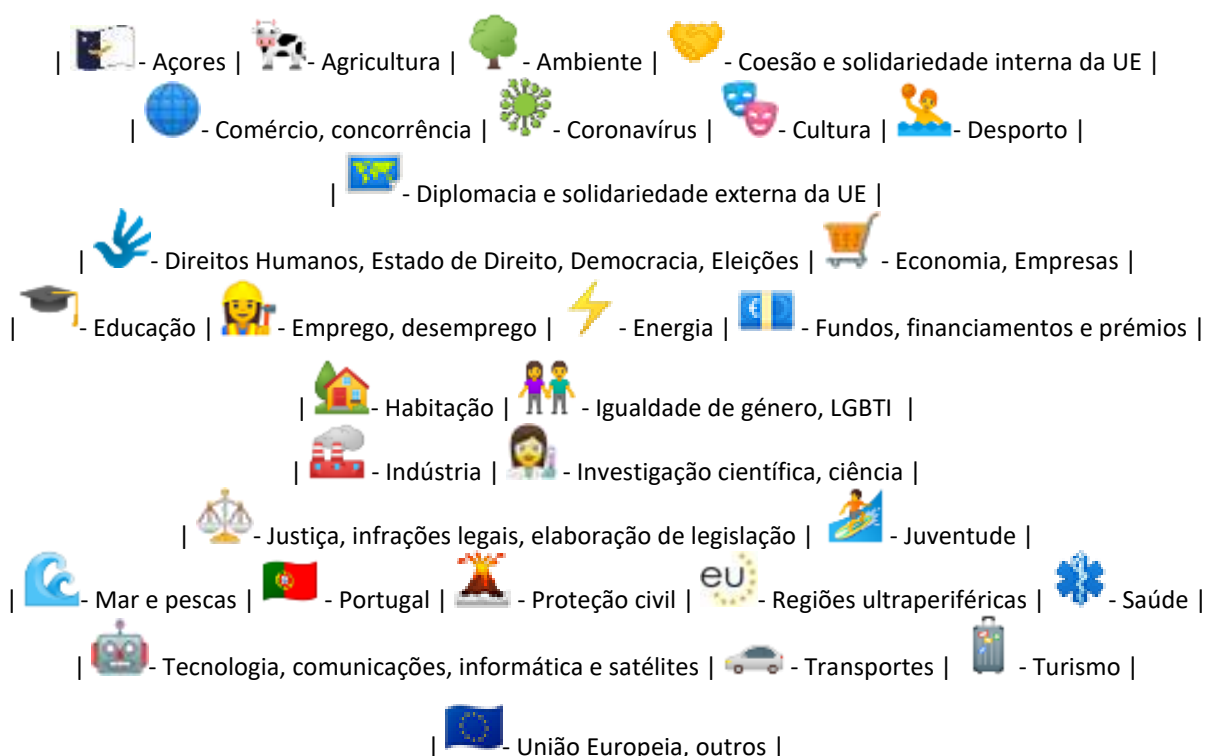 | - Açores | - Agricultura | - Ambiente | - Coesão e solidariedade interna da UE |
| - Comércio, concorrência | - Coronavírus | - Cultura | - Desporto |
| - Diplomacia e solidariedade externa da UE |
| - Direitos Humanos, Estado de Direito, Democracia, Eleições | - Economia, Empresas |
| - Educação | - Emprego, desemprego | - Energia | - Fundos, financiamentos e prémios |
| - Habitação | - Igualdade de género, LGBTI |
| - Indústria | - Investigação científica, ciência |
| - Justiça, infrações legais, elaboração de legislação | - Juventude |
| - Mar e pescas | - Portugal | - Proteção civil | eu - Regiões ultraperiféricas | - Saúde |
| - Tecnologia, comunicações, informática e satélites | - Transportes | - Turismo |
| - União Europeia, outros |